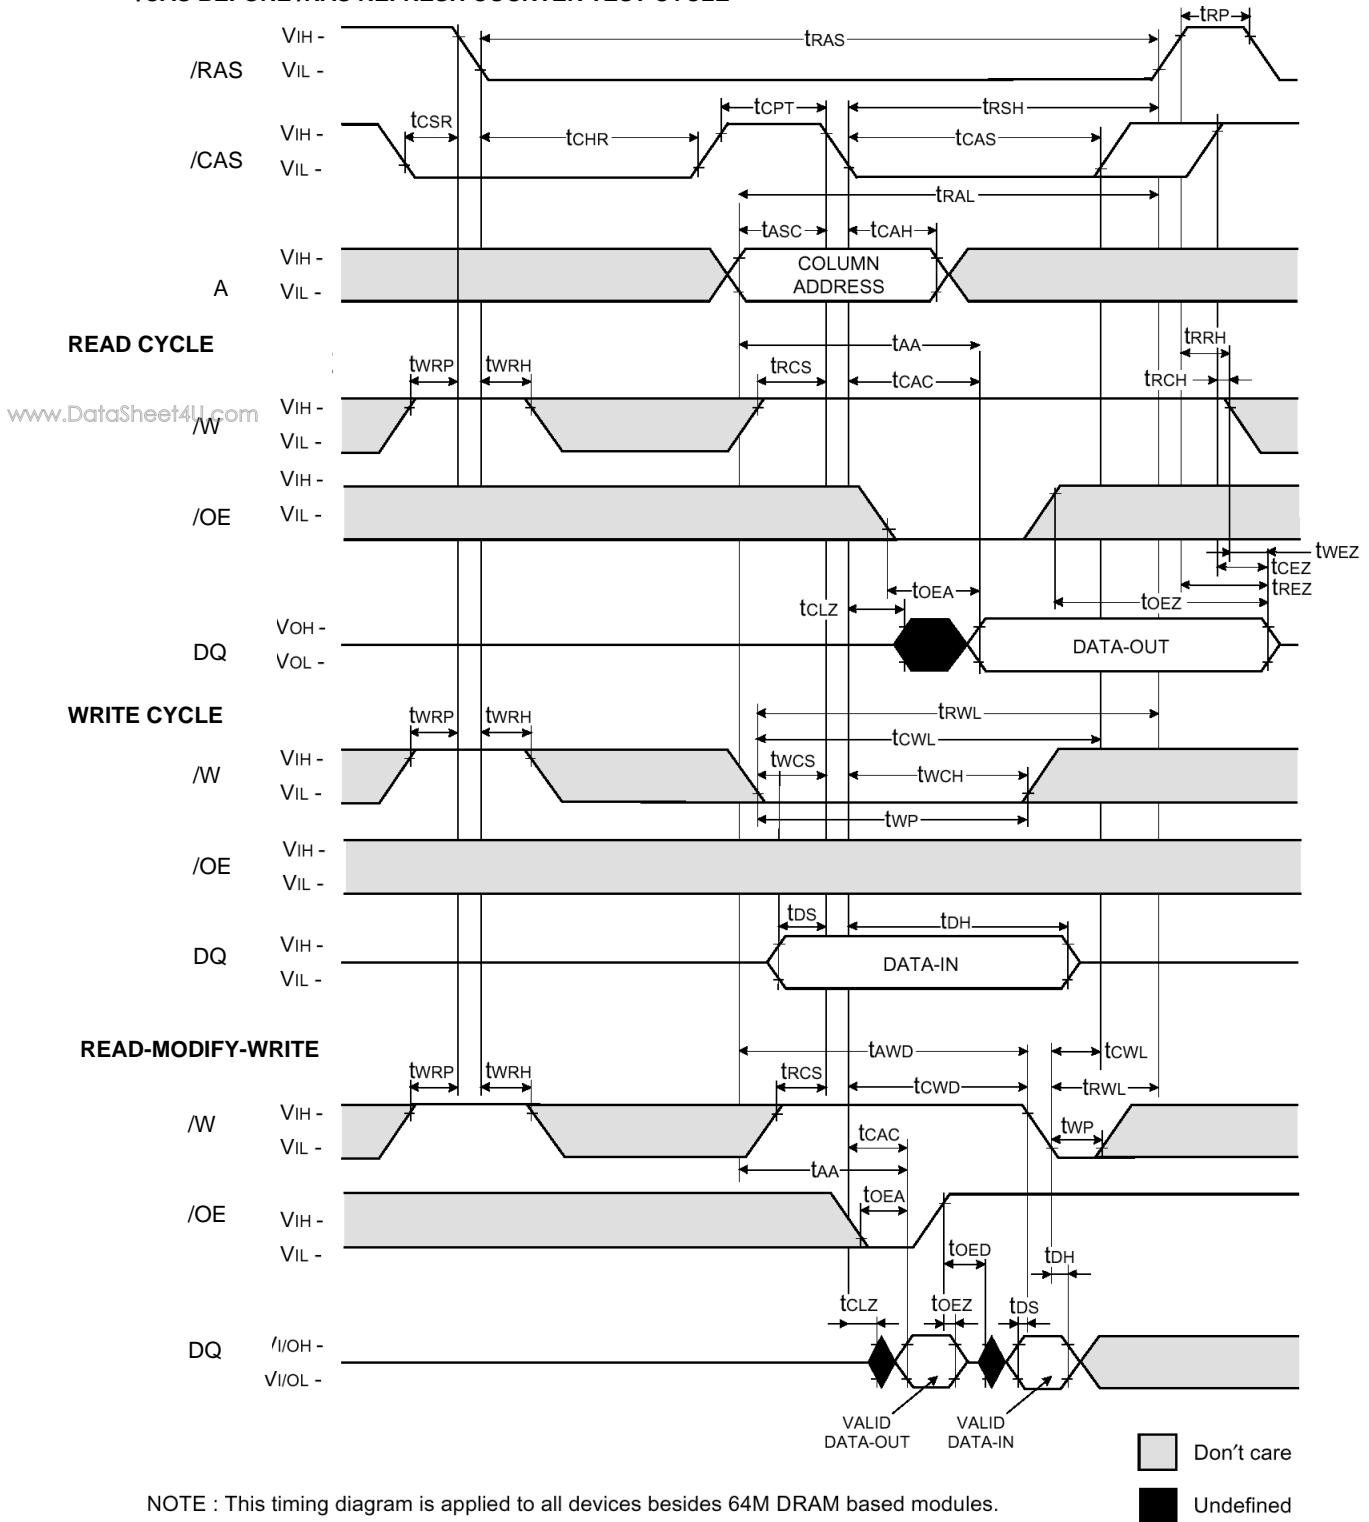 tRP
VIH -
tRAS
/RAS
VIL -
tCPT
tRSH
tCSR
VIH -
tCHR
tCAS
/CAS
VIL -
tRAL
tASC
tCAH
VIH -
COLUMN
ADDRESS
A
VIL -
READ CYCLE
tAA
tRRH
tWRP
tWRH
tRCS
tCAC
tRCH
www.DataSheet4U.com
VIH -
/W
VIL -
VIH -
/OE
VIL -
tWEZ
tCEZ
tREZ
tOEA
tOEZ
tCLZ
VOH -
DQ
DATA-OUT
VOL -
WRITE CYCLE
tWRP
tWRH
tRWL
tCWL
VIH -
tWCS
tWCH
/W
VIL -
tWP
VIH -
/OE
VIL -
tDS
tDH
VIH -
DQ
DATA-IN
VIL -
READ-MODIFY-WRITE
tAWD
tCWL
tWRP
tWRH
tRCS
tCWD
tRWL
VIH -
/W
tWP
VIL -
tCAC
tAA
tOEA
/OE
VIH -
VIL -
tOED
tDH
tCLZ
tOEZ
tDS
DQ
VI/OH -
VI/OL -
VALID
DATA-OUT
VALID
DATA-IN
Don't care
NOTE : This timing diagram is applied to all devices besides 64M DRAM based modules.
Undefined